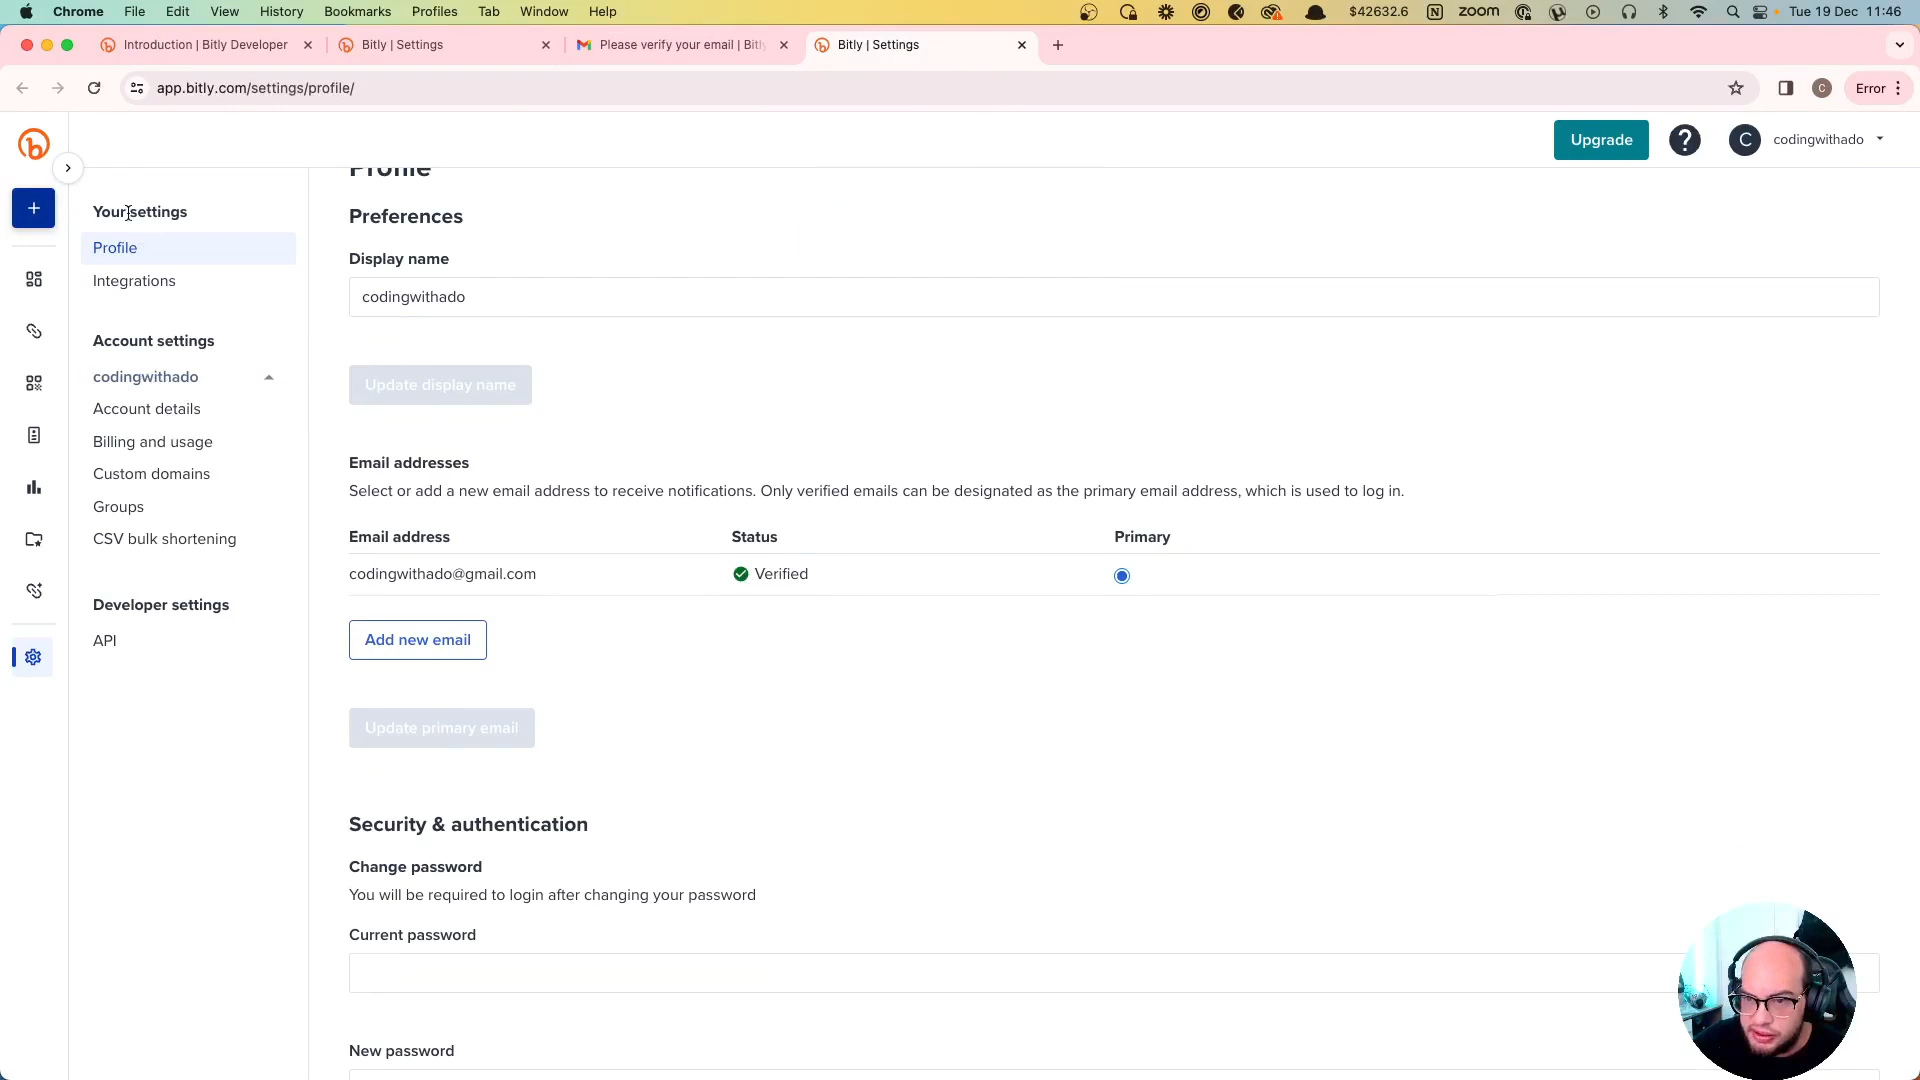 Chrome File Edit View History Bookmarks Profiles Tab Window Help $42632.6 zoom Tue 19 Dec 11:46
Introduction | Bitly Developer Bitly | Settings Please verify your email | Bitly Bitly | Settings
app.bitly.com/settings/profile/ C Error
Upgrade ? C codingwithado
Profile
Your settings
Profile
Integrations
Account settings
codingwithado
Account details
Billing and usage
Custom domains
Groups
CSV bulk shortening
Developer settings
API
Preferences
Display name
codingwithado
Update display name
Email addresses
Select or add a new email address to receive notifications. Only verified emails can be designated as the primary email address, which is used to log in.
Email address Status Primary
codingwithado@gmail.com Verified
Add new email
Update primary email
Security & authentication
Change password
You will be required to login after changing your password
Current password
New password